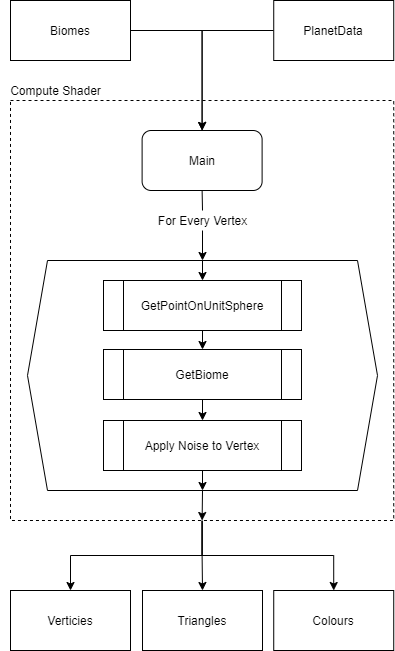 Biomes
PlanetData
Compute Shader
Main
For Every Vertex
GetPointOnUnitSphere
GetBiome
Apply Noise to Vertex
Verticies
Triangles
Colours